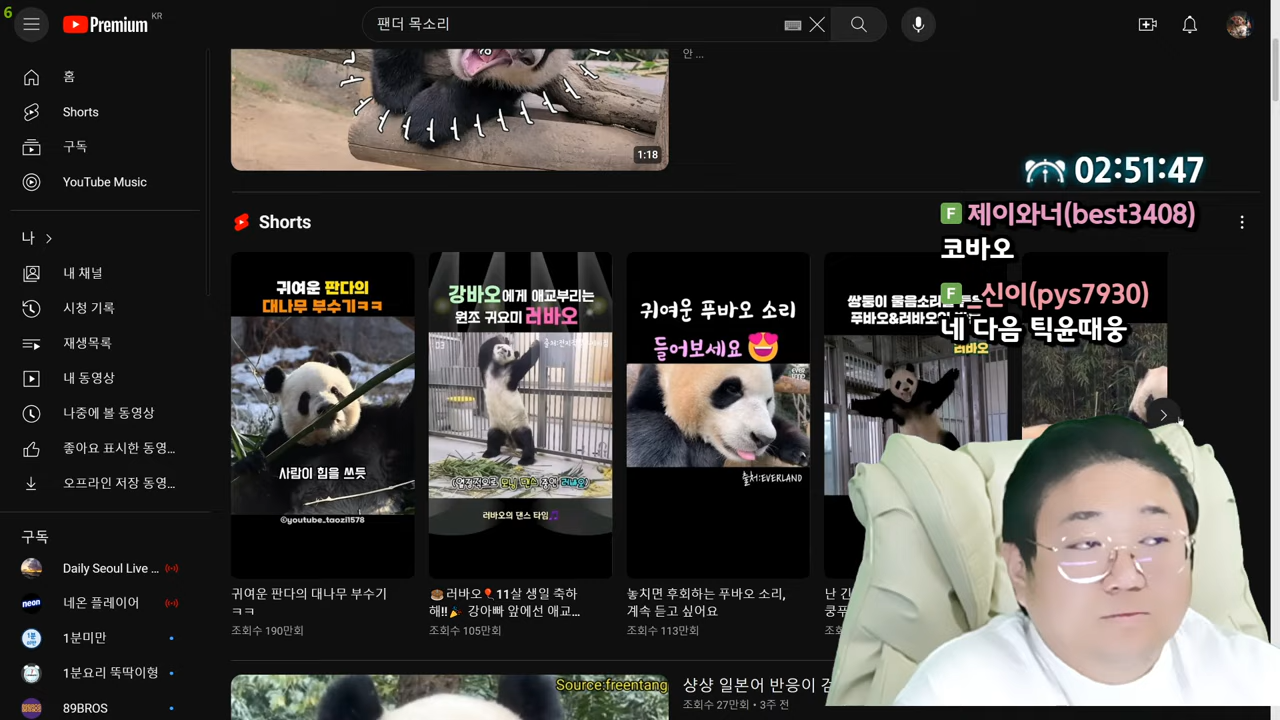 6
Premium KR
팬더 목소리
안 ...
1:18
02:51:47
F 제이와너(best3408)
코바오
F _신이(pys7930)
네 다음 틱윤때웅
홈
Shorts
구독
YouTube Music
나
내 채널
시청 기록
재생목록
내 동영상
나중에 볼 동영상
좋아요 표시한 동영...
오프라인 저장 동영...
구독
Daily Seoul Live ...
neon
네온 플레이어
1분미만
1분요리 뚝딱이형
89BROS
Shorts
귀여운 판다의
대나무 부수기ㅋㅋ
사람이 힘을 쓰듯
©youtube_taozi1578
귀여운 판다의 대나무 부수기
ㅋㅋ
조회수 190만회
강바오에게 애교부리는
원조 귀요미 러바오
러바오의 댄스 타임🎵
🍔러바오🎈11살 생일 축하
해!!🎉 강아빠 앞에선 애교...
조회수 105만회
귀여운 푸바오 소리
들어보세요😍
출처:EVERLAND
놓치면 후회하는 푸바오 소리,
계속 듣고 싶어요
조회수 113만회
쌍둥이 울음소리
푸바오&러바오의
러바오
난 긴
쿵푸
조회
Source:freentang
샹샹 일본어 반응이
조회수 27만회 • 3주 전